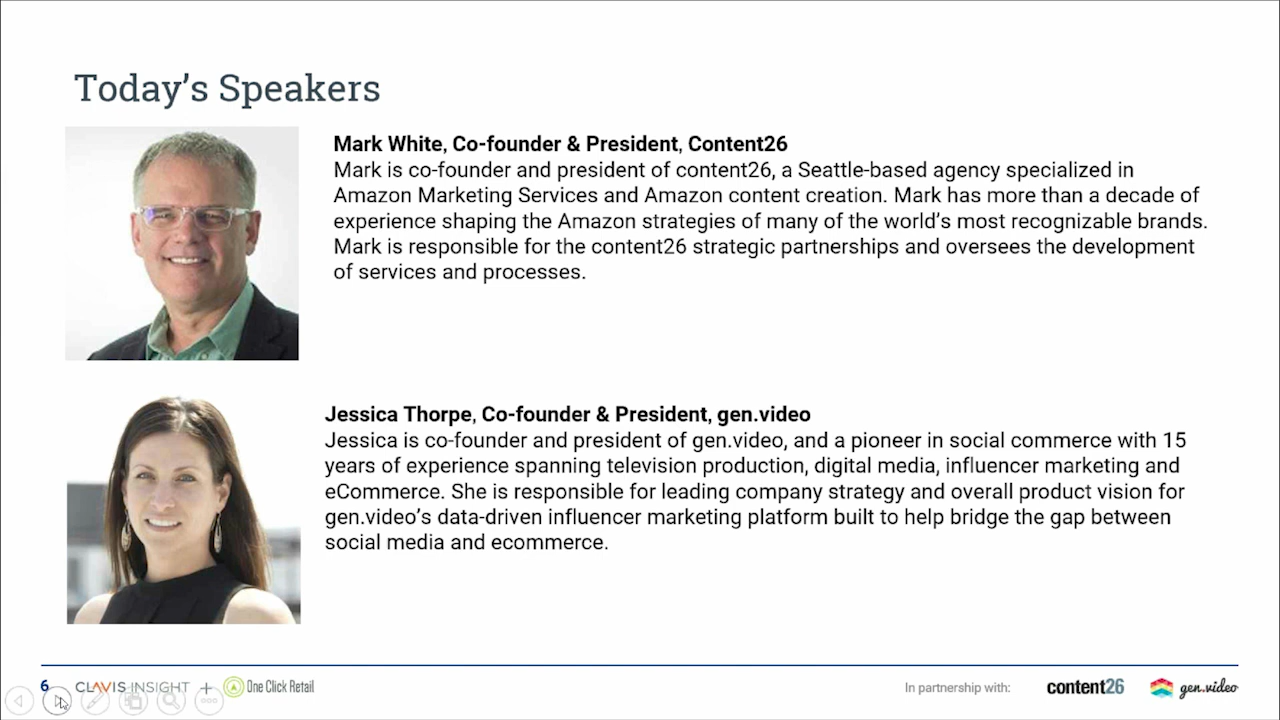 Today’s Speakers
Mark White, Co-founder & President, Content26
Mark is co-founder and president of content26, a Seattle-based agency specialized in
Amazon Marketing Services and Amazon content creation. Mark has more than a decade of
experience shaping the Amazon strategies of many of the world’s most recognizable brands.
Mark is responsible for the content26 strategic partnerships and oversees the development
of services and processes.
Jessica Thorpe, Co-founder & President, gen.video
Jessica is co-founder and president of gen.video, and a pioneer in social commerce with 15
years of experience spanning television production, digital media, influencer marketing and
eCommerce. She is responsible for leading company strategy and overall product vision for
gen.video’s data-driven influencer marketing platform built to help bridge the gap between
social media and ecommerce.
6 CLAVIS INSIGHT + One Click Retail In partnership with: content26 gen.video